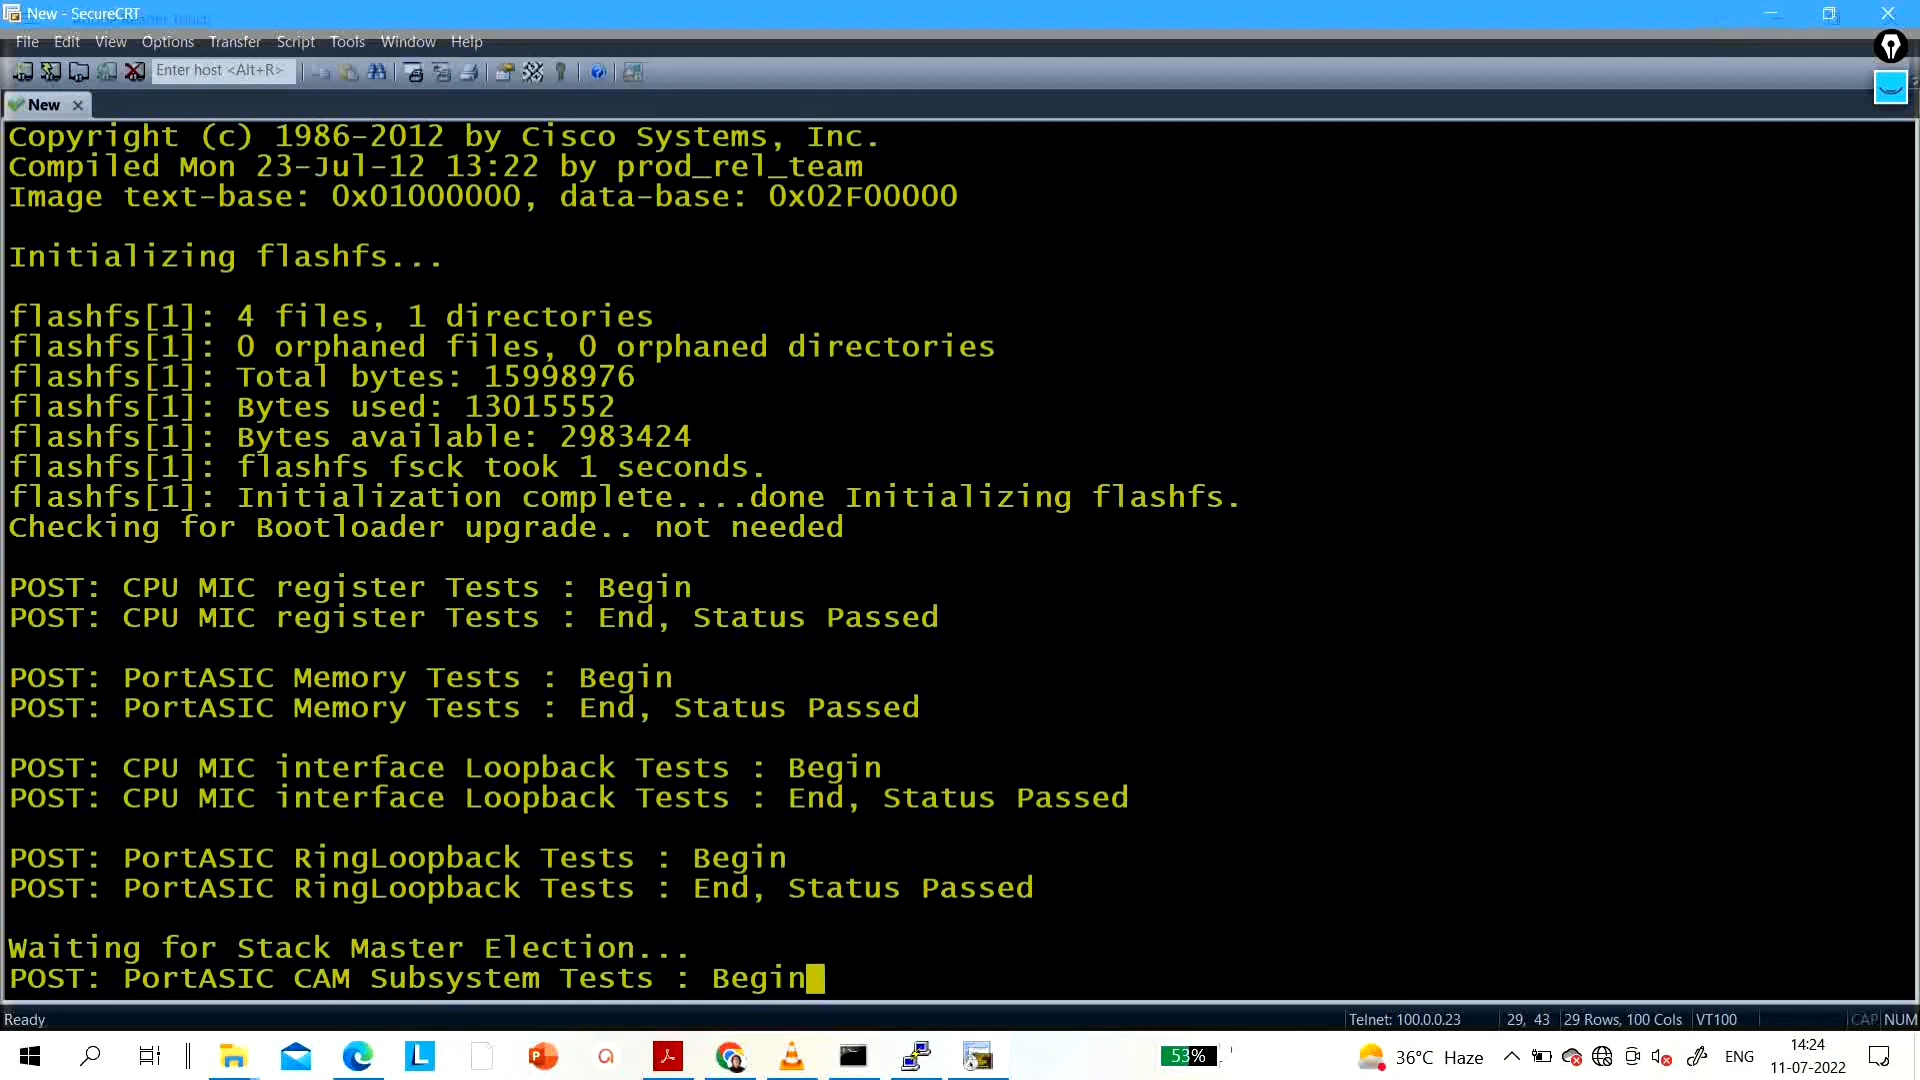 New - SecureCRT
File Edit View Options Transfer Script Tools Window Help
Enter host <Alt+R>
New
Copyright (c) 1986-2012 by Cisco Systems, Inc.
Compiled Mon 23-Jul-12 13:22 by prod_rel_team
Image text-base: 0x01000000, data-base: 0x02F00000
Initializing flashfs...
flashfs[1]: 4 files, 1 directories
flashfs[1]: 0 orphaned files, 0 orphaned directories
flashfs[1]: Total bytes: 15998976
flashfs[1]: Bytes used: 13015552
flashfs[1]: Bytes available: 2983424
flashfs[1]: flashfs fsck took 1 seconds.
flashfs[1]: Initialization complete....done Initializing flashfs.
Checking for Bootloader upgrade.. not needed
POST: CPU MIC register Tests : Begin
POST: CPU MIC register Tests : End, Status Passed
POST: PortASIC Memory Tests : Begin
POST: PortASIC Memory Tests : End, Status Passed
POST: CPU MIC interface Loopback Tests : Begin
POST: CPU MIC interface Loopback Tests : End, Status Passed
POST: PortASIC RingLoopback Tests : Begin
POST: PortASIC RingLoopback Tests : End, Status Passed
Waiting for Stack Master Election...
POST: PortASIC CAM Subsystem Tests : Begin
Ready Telnet: 100.0.0.23 29, 43 29 Rows, 100 Cols VT100 CAP NUM
53% 36°C Haze ENG 14:24
11-07-2022